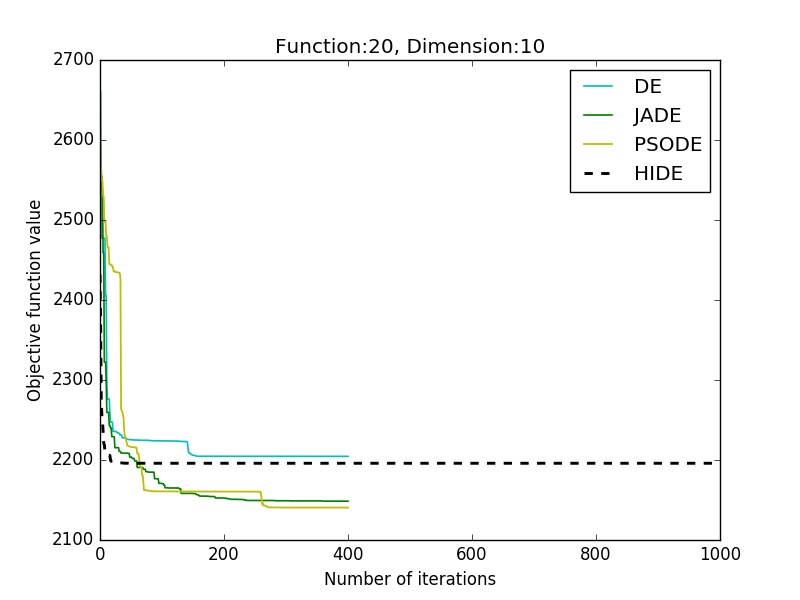 Function:20, Dimension:10
2700
2600
2500
2400
2300
2200
2100
Objective function value
DE
JADE
PSODE
HIDE
0 200 400 600 800 1000
Number of iterations